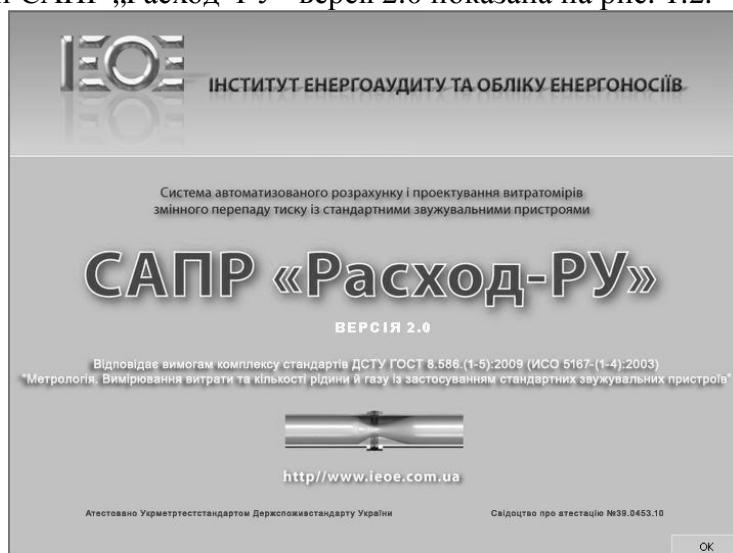 САПР „Расход-РУ" версії 2.0 показана на рис. 1.2.
ІЕОЕ
ІНСТИТУТ ЕНЕРГОАУДИТУ ТА ОБЛІКУ ЕНЕРГОНОСІЇВ
Система автоматизованого розрахунку і проектування витратомірів
змінного перепаду тиску із стандартними звужувальними пристроями
САПР «Расход-РУ»
ВЕРСІЯ 2.0
Відповідає вимогам комплексу стандартів ДСТУ ГОСТ 8.586.(1-5):2009 (ИСО 5167-(1-4):2003)
"Метрологія. Вимірювання витрати та кількості рідини й газу із застосуванням стандартних звужувальних пристроїв"
http//www.ieoe.com.ua
Атестовано Укрметртестстандартом Держспоживстандарту України
Свідоцтво про атестацію №39.0453.10
ОК